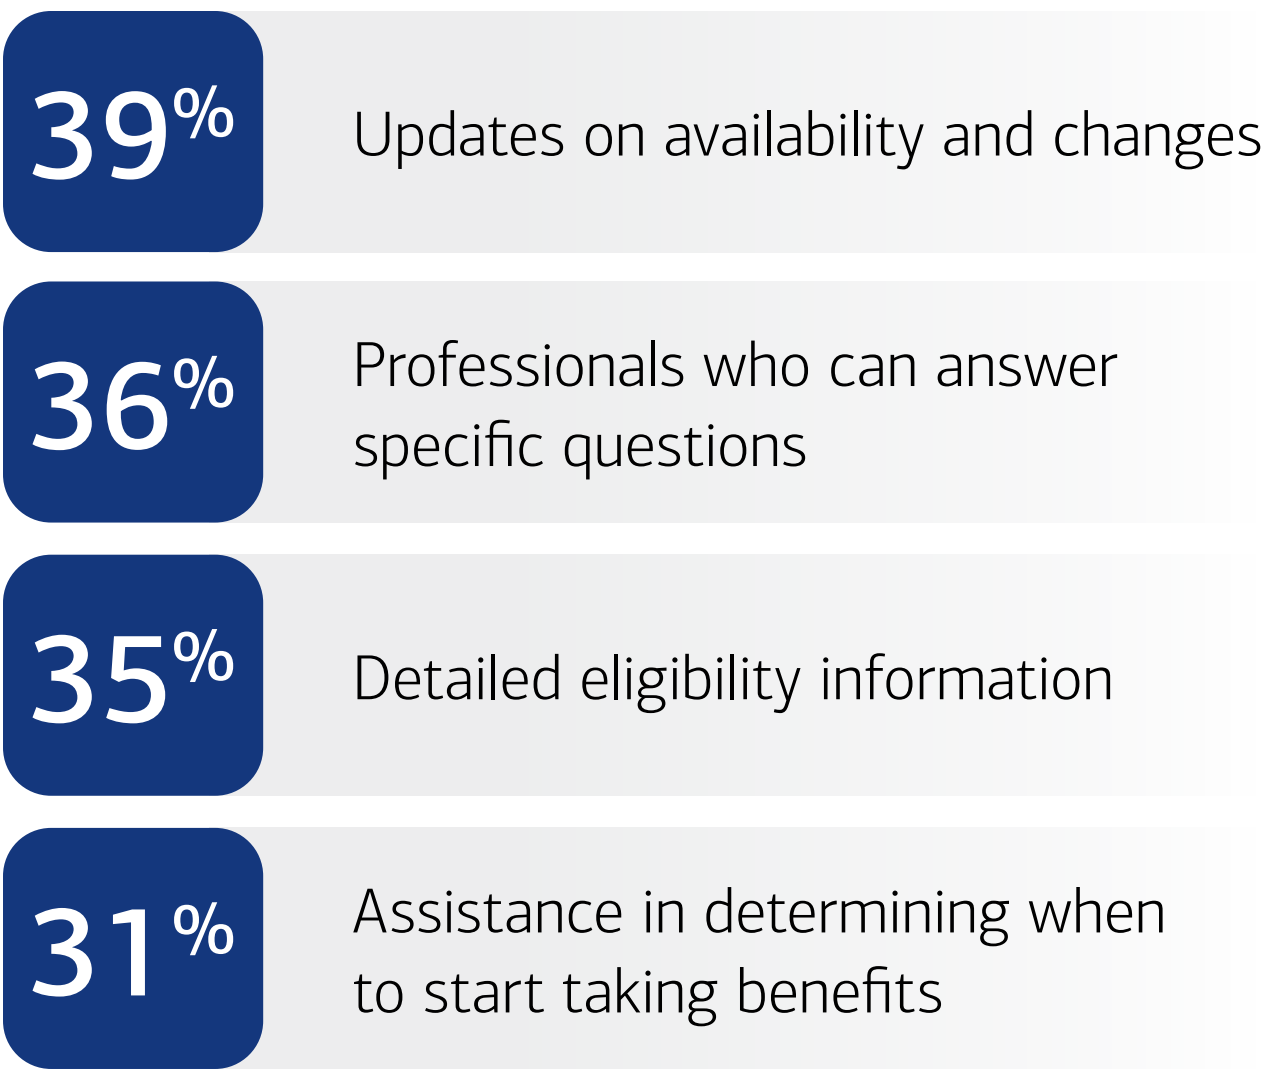 39%
Updates on availability and changes
36%
Professionals who can answer
specific questions
35%
Detailed eligibility information
31%
Assistance in determining when
to start taking benefits